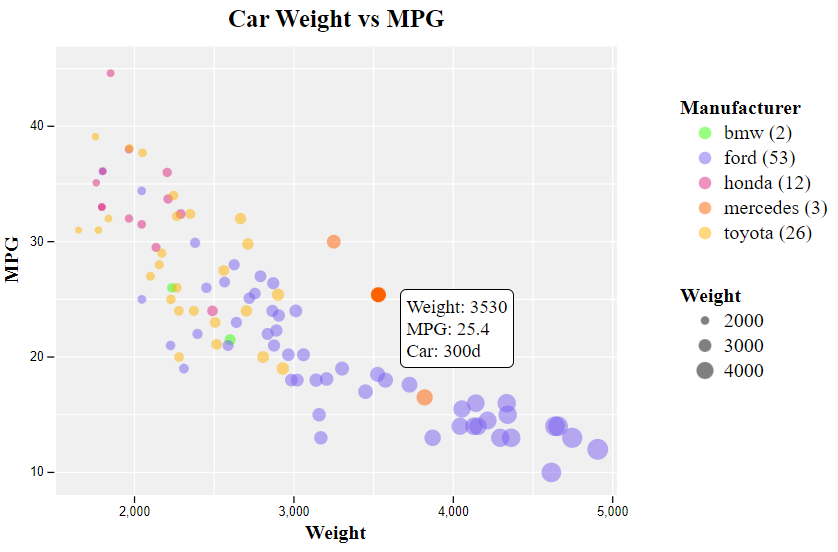 Car Weight vs MPG
MPG
40
30
20
10
2,000
3,000
4,000
5,000
Weight
Weight: 3530
MPG: 25.4
Car: 300d
Manufacturer
bmw (2)
ford (53)
honda (12)
mercedes (3)
toyota (26)
Weight
2000
3000
4000